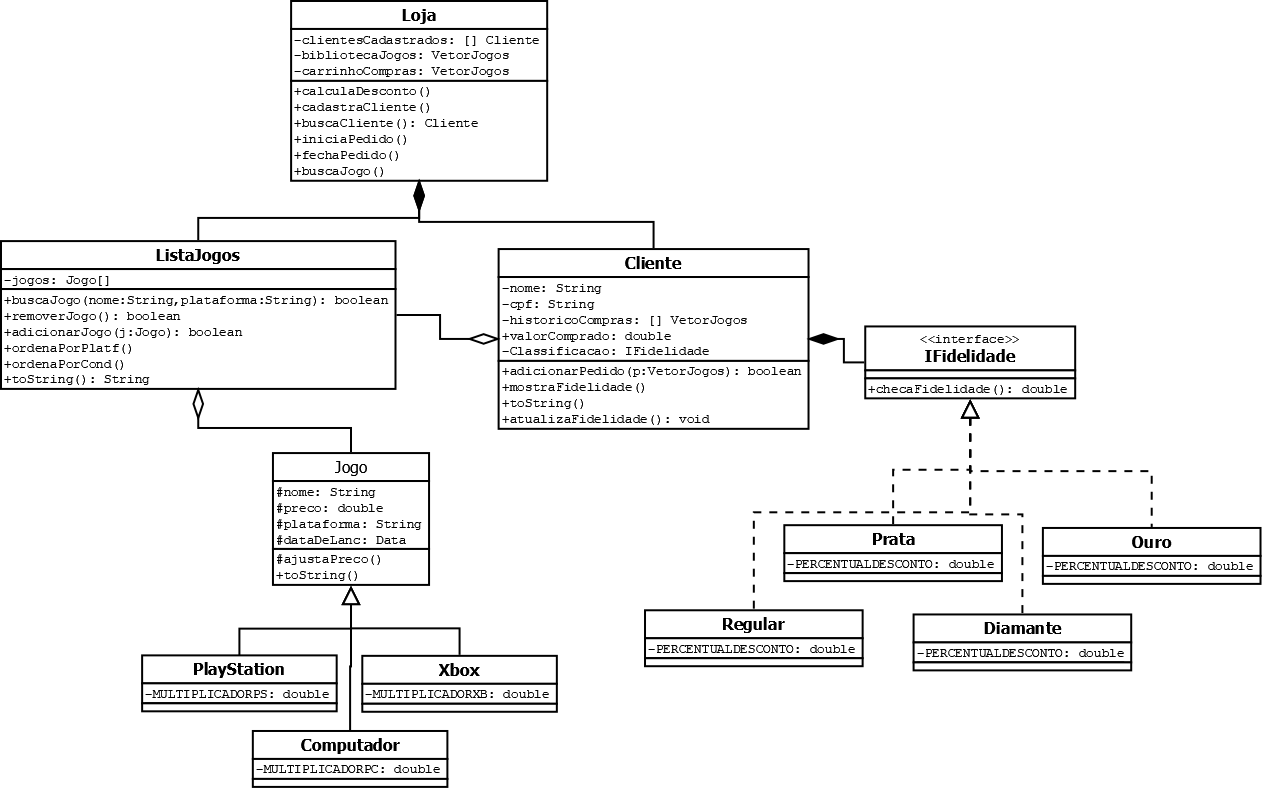 Loja
-clientesCadastrados: [] Cliente
-bibliotecaJogos: VetorJogos
-carrinhoCompras: VetorJogos
+calculaDesconto()
+cadastraCliente()
+buscaCliente(): Cliente
+iniciaPedido()
+fechaPedido()
+buscaJogo()
ListaJogos
-jogos: Jogo[]
+buscaJogo(nome:String,plataforma:String): boolean
+removerJogo(): boolean
+adicionarJogo(j:Jogo): boolean
+ordenaPorPlatf()
+ordenaPorCond()
+toString(): String
Cliente
-nome: String
-cpf: String
-historicoCompras: [] VetorJogos
+valorComprado: double
-Classificacao: IFidelidade
+adicionarPedido(p:VetorJogos): boolean
+mostraFidelidade()
+toString()
+atualizaFidelidade(): void
<<interface>>
IFidelidade
+checaFidelidade(): double
Jogo
#nome: String
#preco: double
#plataforma: String
#dataDeLanc: Data
#ajustaPreco()
+toString()
Prata
-PERCENTUALDESCONTO: double
Ouro
-PERCENTUALDESCONTO: double
Regular
-PERCENTUALDESCONTO: double
Diamante
-PERCENTUALDESCONTO: double
PlayStation
-MULTIPLICADORPS: double
Xbox
-MULTIPLICADORXB: double
Computador
-MULTIPLICADORPC: double